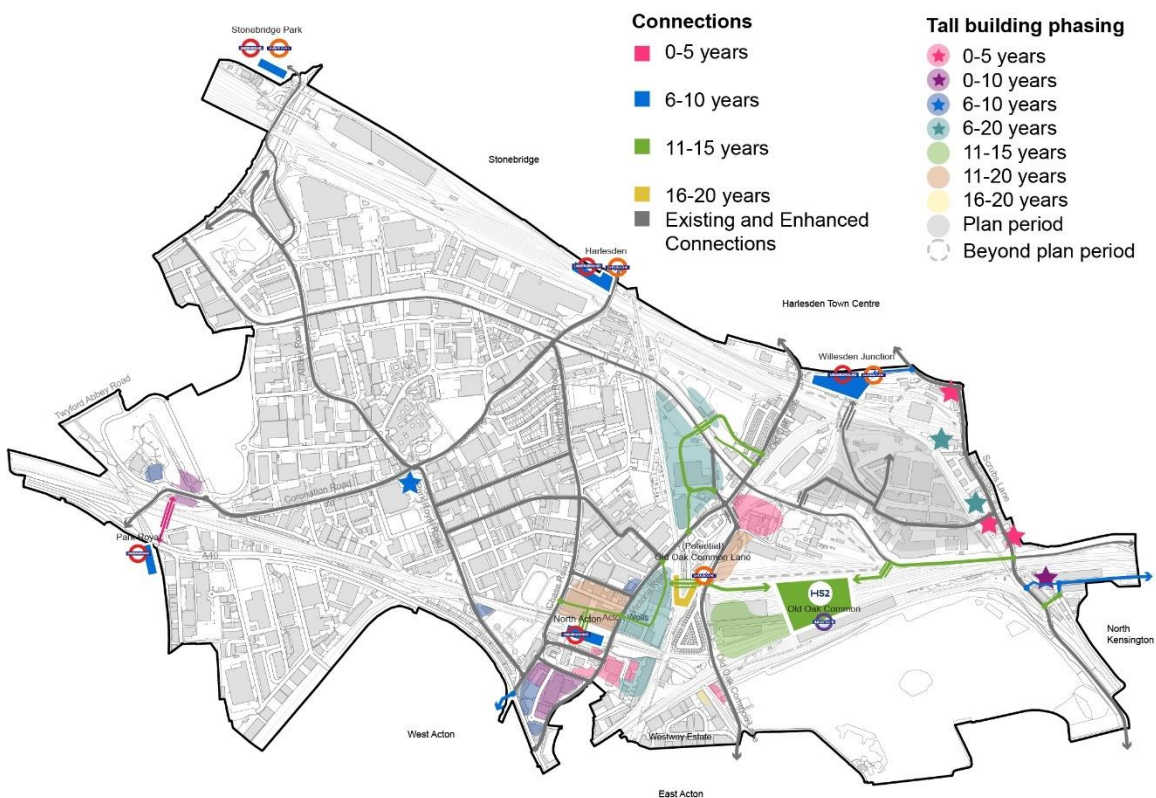 Connections
0-5 years
6-10 years
11-15 years
16-20 years
Existing and Enhanced
Connections
Tall building phasing
0-5 years
0-10 years
6-10 years
6-20 years
11-15 years
11-20 years
16-20 years
Plan period
Beyond plan period
Stonebridge Park
Stonebridge
Harlesden
Harlesden Town Centre
Willesden Junction
Twyford Abbey Road
Coronation Road
Scrubs Lane
Park Royal
A40
(Potential)
Old Oak Common Lane
HS2
Old Oak Common
North Acton
Acton Wells
North
Kensington
West Acton
Westway Estate
East Acton